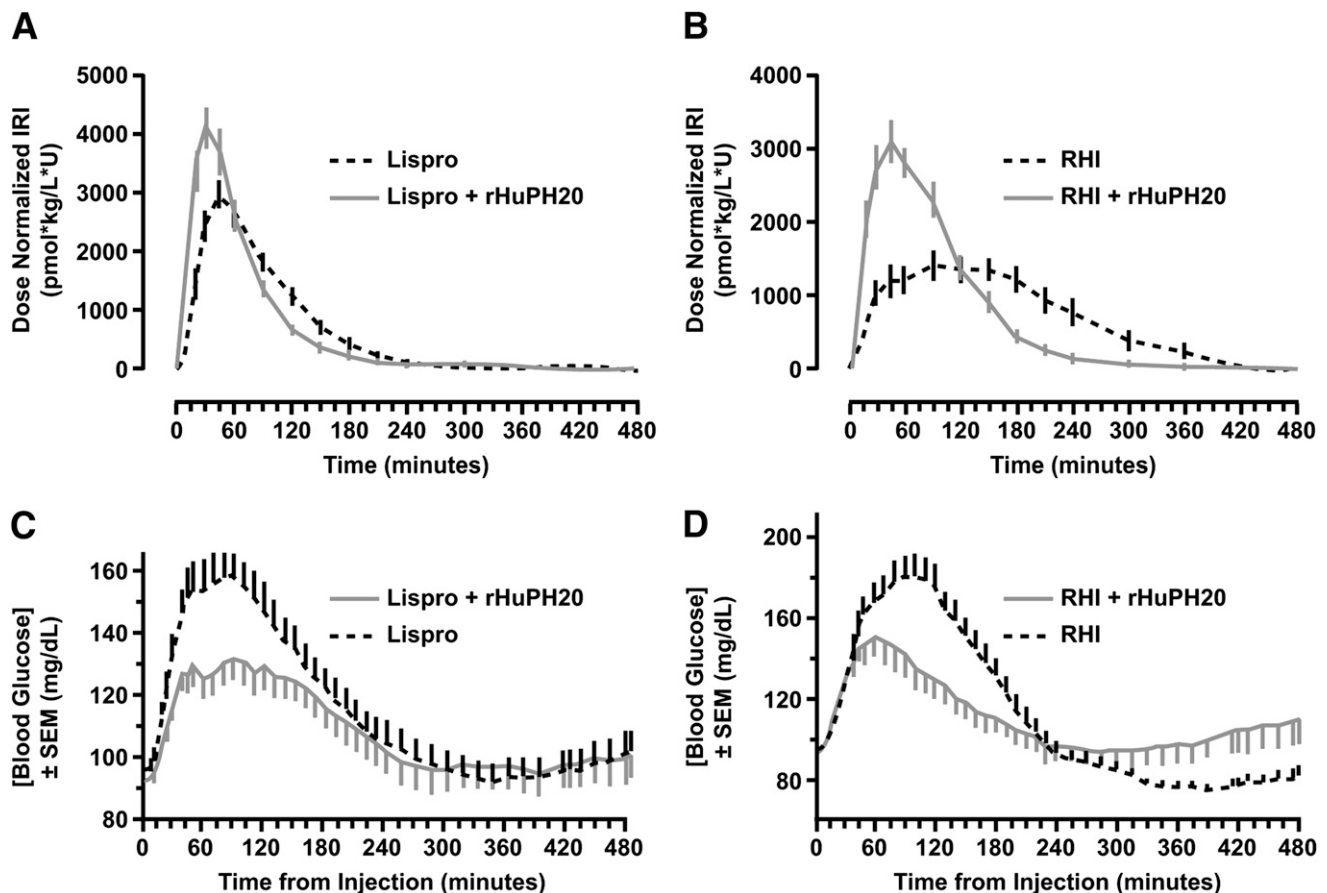 A
Dose Normalized IRI
(pmol*kg/L*U)
5000
4000
3000
2000
1000
0
Lispro
Lispro + rHuPH20
0 60 120 180 240 300 360 420 480
Time (minutes)
B
Dose Normalized IRI
(pmol*kg/L*U)
4000
3000
2000
1000
0
RHI
RHI + rHuPH20
0 60 120 180 240 300 360 420 480
Time (minutes)
C
[Blood Glucose]
± SEM (mg/dL)
160
140
120
100
80
Lispro + rHuPH20
Lispro
0 60 120 180 240 300 360 420 480
Time from Injection (minutes)
D
[Blood Glucose]
± SEM (mg/dL)
200
160
120
80
RHI + rHuPH20
RHI
0 60 120 180 240 300 360 420 480
Time from Injection (minutes)